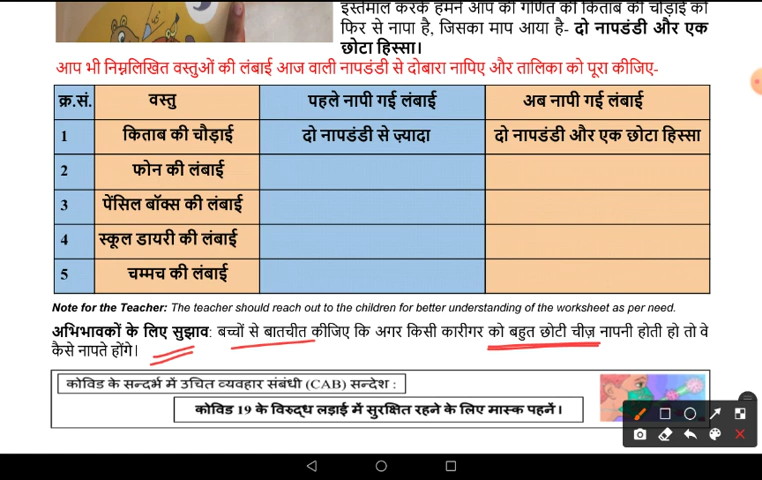 इस्तेमाल करके हमने आप की गणित की किताब की चौड़ाई को
फिर से नापा है, जिसका माप आया है- दो नापडंडी और एक
छोटा हिस्सा।
आप भी निम्नलिखित वस्तुओं की लंबाई आज वाली नापडंडी से दोबारा नापिए और तालिका को पूरा कीजिए-
क्र.सं. वस्तु पहले नापी गई लंबाई अब नापी गई लंबाई
1 किताब की चौड़ाई दो नापडंडी से ज़्यादा दो नापडंडी और एक छोटा हिस्सा
2 फोन की लंबाई
3 पेंसिल बॉक्स की लंबाई
4 स्कूल डायरी की लंबाई
5 चम्मच की लंबाई
Note for the Teacher: The teacher should reach out to the children for better understanding of the worksheet as per need.
अभिभावकों के लिए सुझाव: बच्चों से बातचीत कीजिए कि अगर किसी कारीगर को बहुत छोटी चीज़ नापनी होती हो तो वे
कैसे नापते होंगे।
कोविड के सन्दर्भ में उचित व्यवहार संबंधी (CAB) सन्देश :
कोविड 19 के विरुद्ध लड़ाई में सुरक्षित रहने के लिए मास्क पहनें।